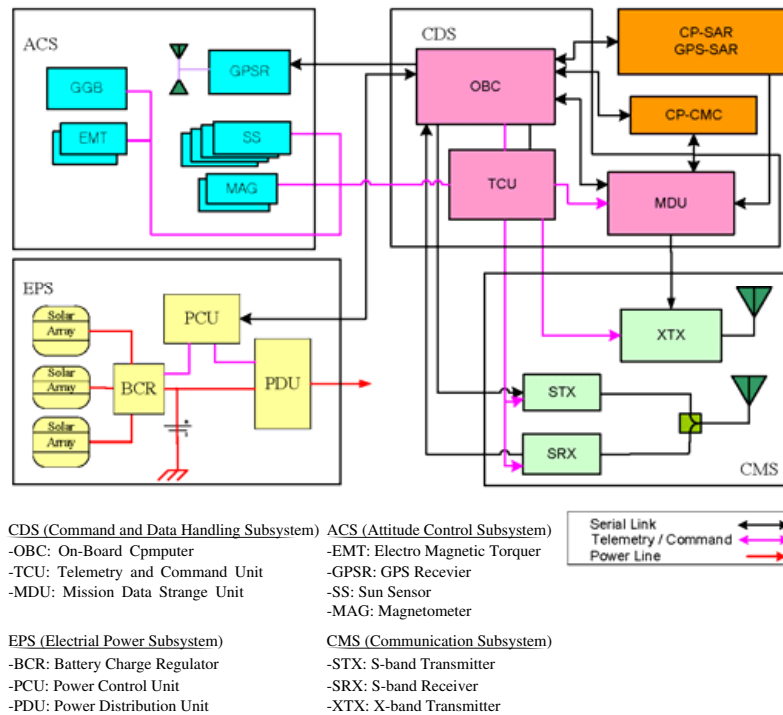 ACS
CDS
CP-SAR
GPS-SAR
GPSR
GGB
OBC
CP-CMC
EMT
SS
TCU
MAG
MDU
EPS
CMS
Solar
Array
PCU
XTX
Solar
Array
BCR
PDU
STX
Solar
Array
SRX
Serial Link
Telemetry / Command
Power Line
CDS (Command and Data Handling Subsystem)
-OBC: On-Board Cpmputer
-TCU: Telemetry and Command Unit
-MDU: Mission Data Strange Unit
ACS (Attitude Control Subsystem)
-EMT: Electro Magnetic Torquer
-GPSR: GPS Recevier
-SS: Sun Sensor
-MAG: Magnetometer
EPS (Electrial Power Subsystem)
-BCR: Battery Charge Regulator
-PCU: Power Control Unit
-PDU: Power Distribution Unit
CMS (Communication Subsystem)
-STX: S-band Transmitter
-SRX: S-band Receiver
-XTX: X-band Transmitter